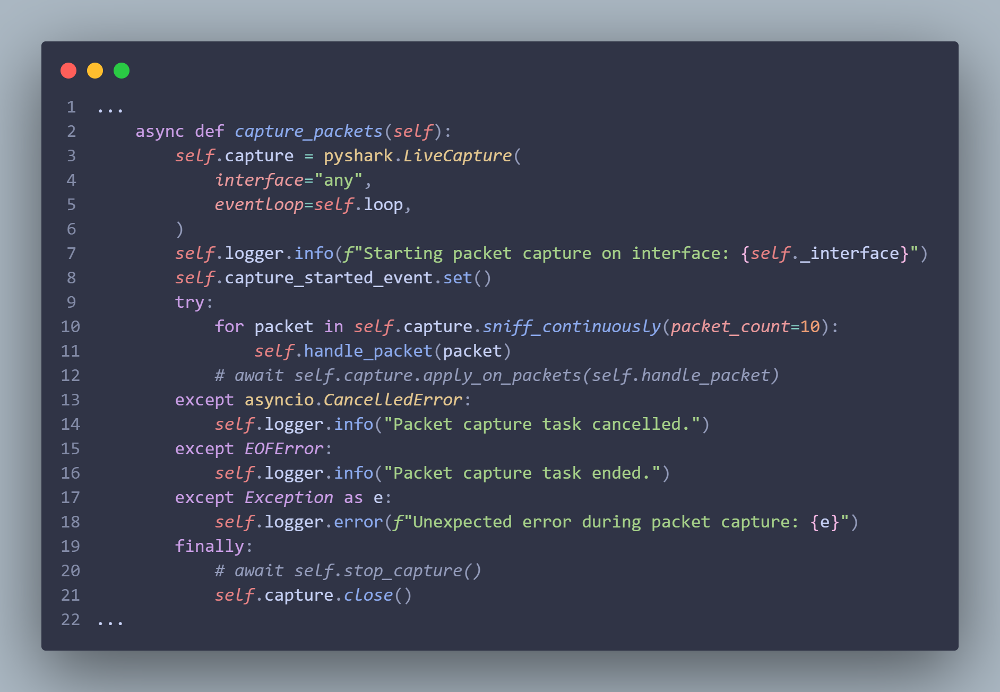 1 ...
2     async def capture_packets(self):
3         self.capture = pyshark.LiveCapture(
4             interface="any",
5             eventloop=self.loop,
6         )
7         self.logger.info(f"Starting packet capture on interface: {self._interface}")
8         self.capture_started_event.set()
9         try:
10             for packet in self.capture.sniff_continuously(packet_count=10):
11                 self.handle_packet(packet)
12             # await self.capture.apply_on_packets(self.handle_packet)
13         except asyncio.CancelledError:
14             self.logger.info("Packet capture task cancelled.")
15         except EOFError:
16             self.logger.info("Packet capture task ended.")
17         except Exception as e:
18             self.logger.error(f"Unexpected error during packet capture: {e}")
19         finally:
20             # await self.stop_capture()
21             self.capture.close()
22 ...